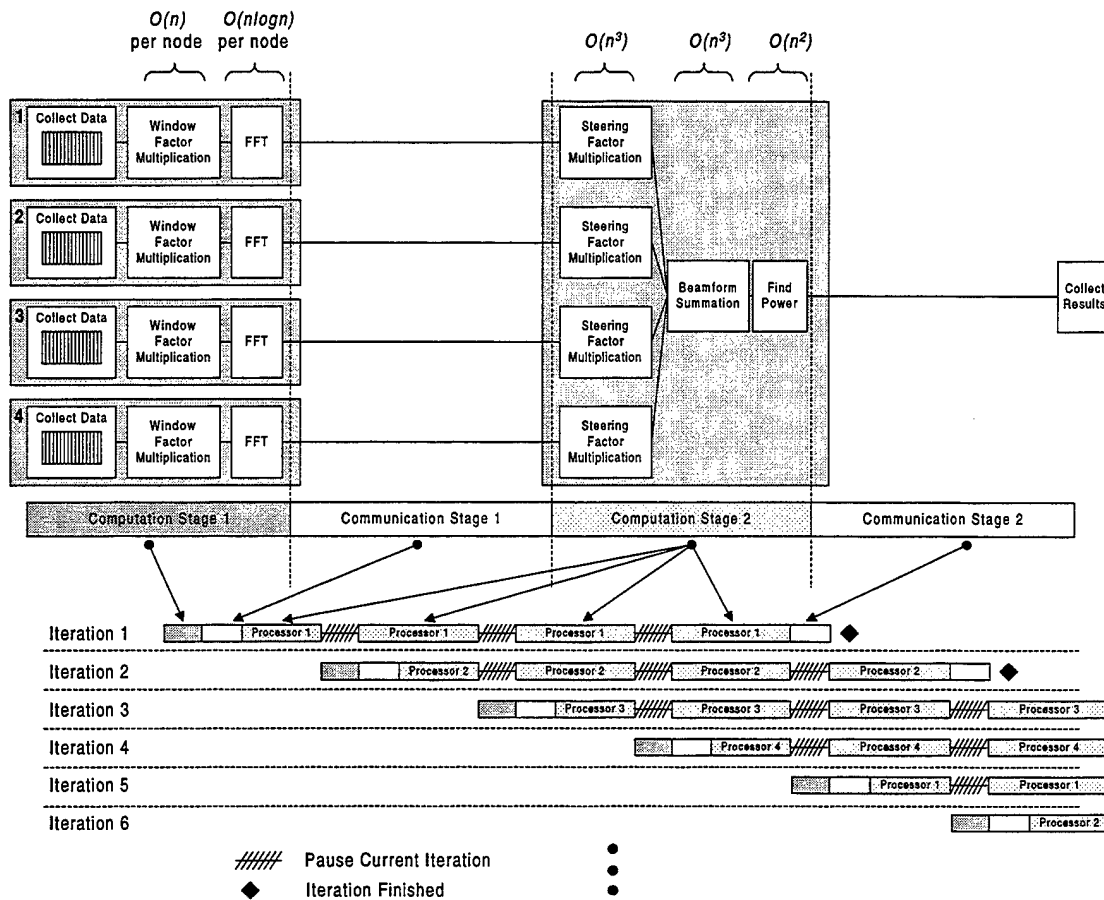 O(n)
per node
O(nlogn)
per node
O(n³)
O(n³)
O(n²)
1
Collect Data
Window
Factor
Multiplication
FFT
Steering
Factor
Multiplication
2
Collect Data
Window
Factor
Multiplication
FFT
Steering
Factor
Multiplication
Beamform
Summation
Find
Power
Collect
Results
3
Collect Data
Window
Factor
Multiplication
FFT
Steering
Factor
Multiplication
4
Collect Data
Window
Factor
Multiplication
FFT
Steering
Factor
Multiplication
Computation Stage 1
Communication Stage 1
Computation Stage 2
Communication Stage 2
Iteration 1
Processor 1
Processor 1
Processor 1
Processor 1
Iteration 2
Processor 2
Processor 2
Processor 2
Processor 2
Iteration 3
Processor 3
Processor 3
Processor 3
Processor 3
Iteration 4
Processor 4
Processor 4
Processor 4
Iteration 5
Processor 1
Processor 1
Iteration 6
Processor 2
Pause Current Iteration
Iteration Finished